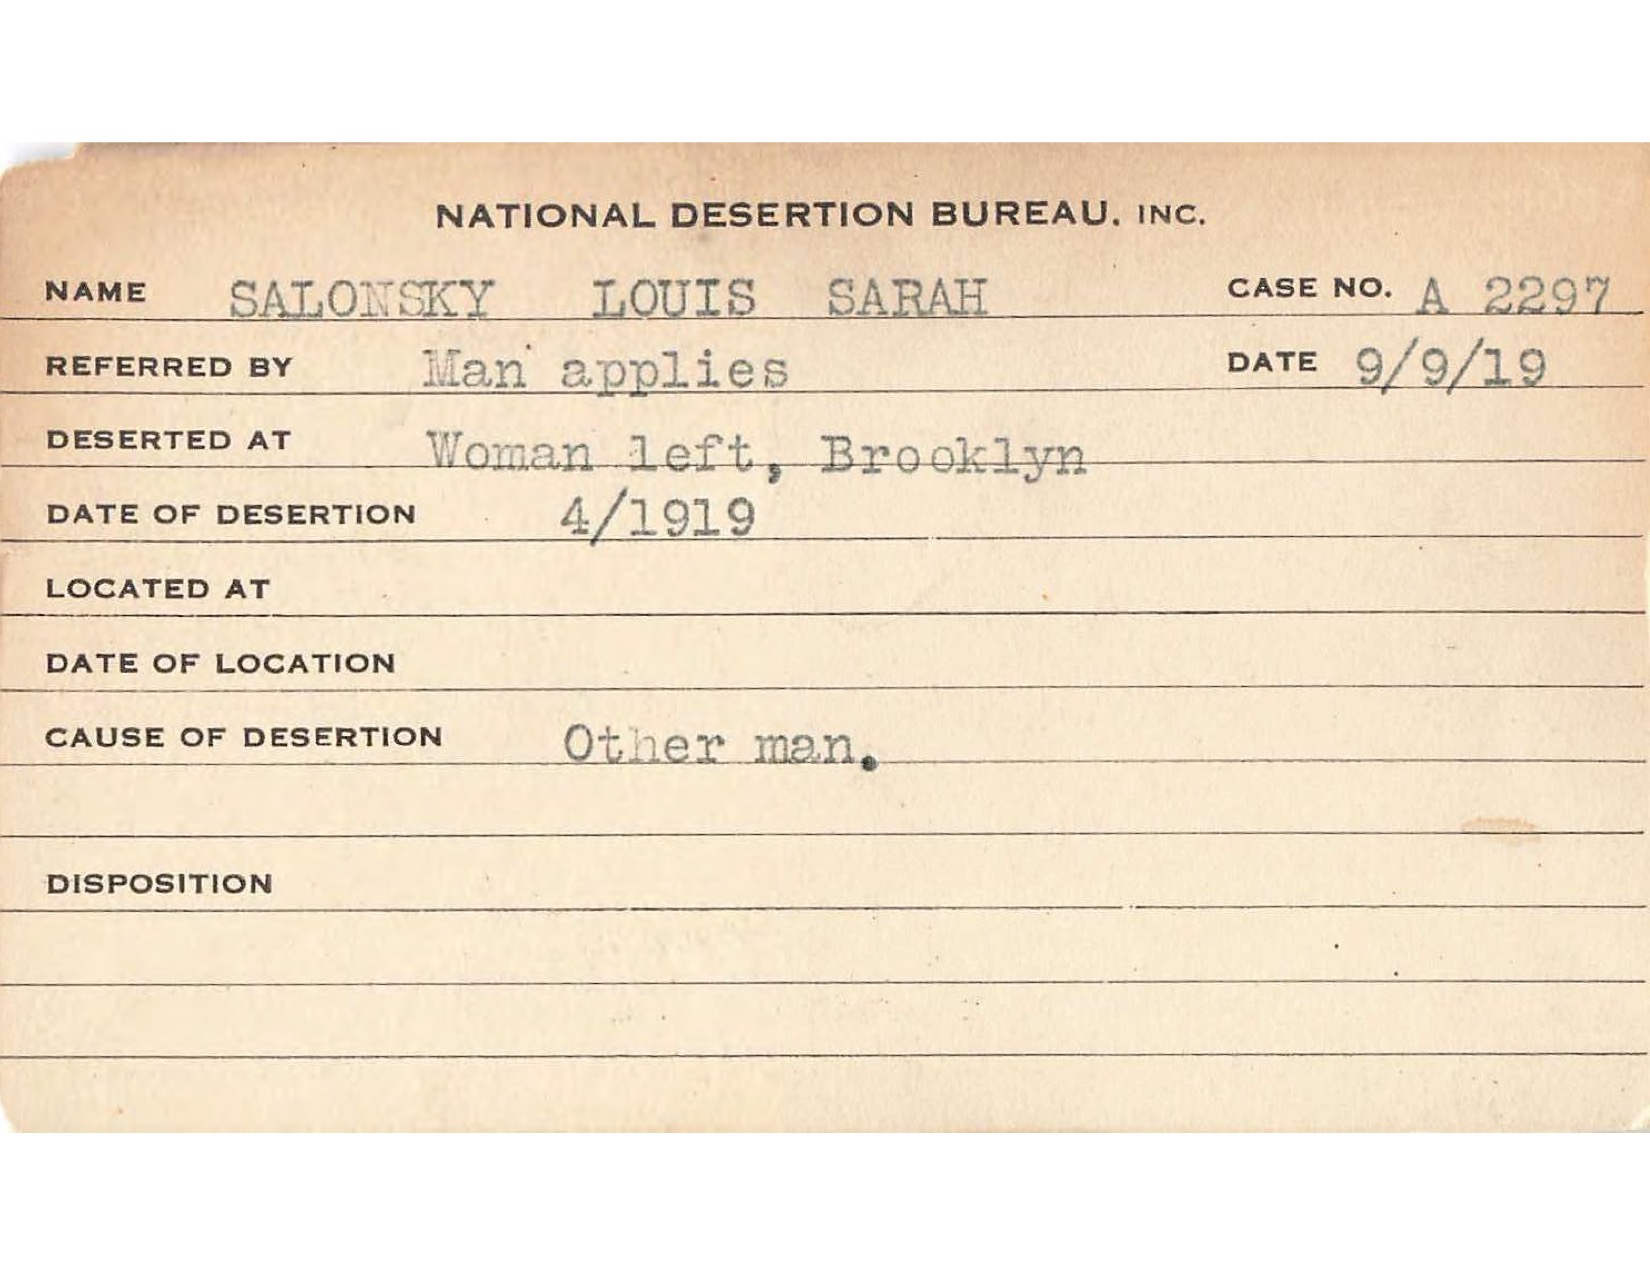 NATIONAL DESERTION BUREAU, INC.
NAME SALONSKY LOUIS SARAH CASE NO. A 2297
REFERRED BY Man applies DATE 9/9/19
DESERTED AT Woman left, Brooklyn
DATE OF DESERTION 4/1919
LOCATED AT
DATE OF LOCATION
CAUSE OF DESERTION Other man.
DISPOSITION